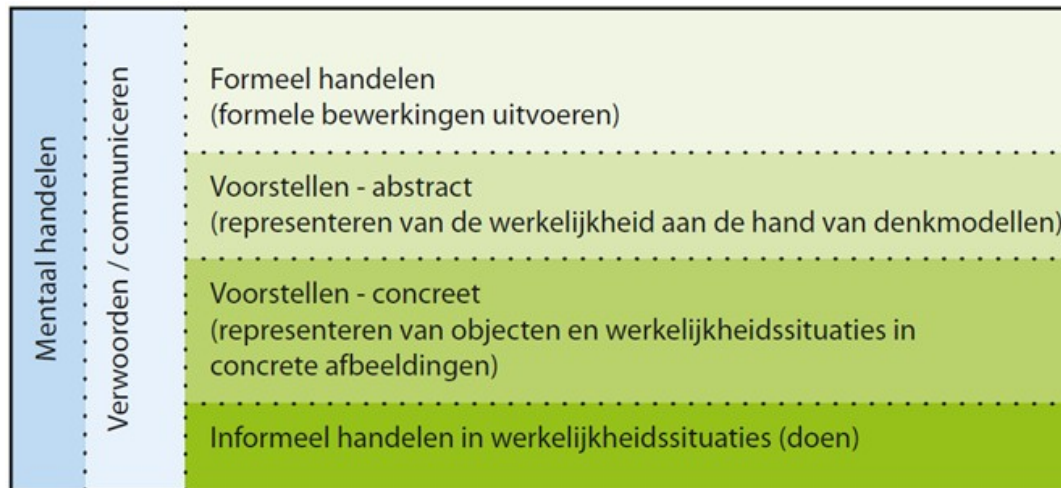 Mentaal handelen
Verwoorden / communiceren
Formeel handelen
(formele bewerkingen uitvoeren)
Voorstellen - abstract
(representeren van de werkelijkheid aan de hand van denkmodellen)
Voorstellen - concreet
(representeren van objecten en werkelijkheidssituaties in
concrete afbeeldingen)
Informeel handelen in werkelijkheidssituaties (doen)